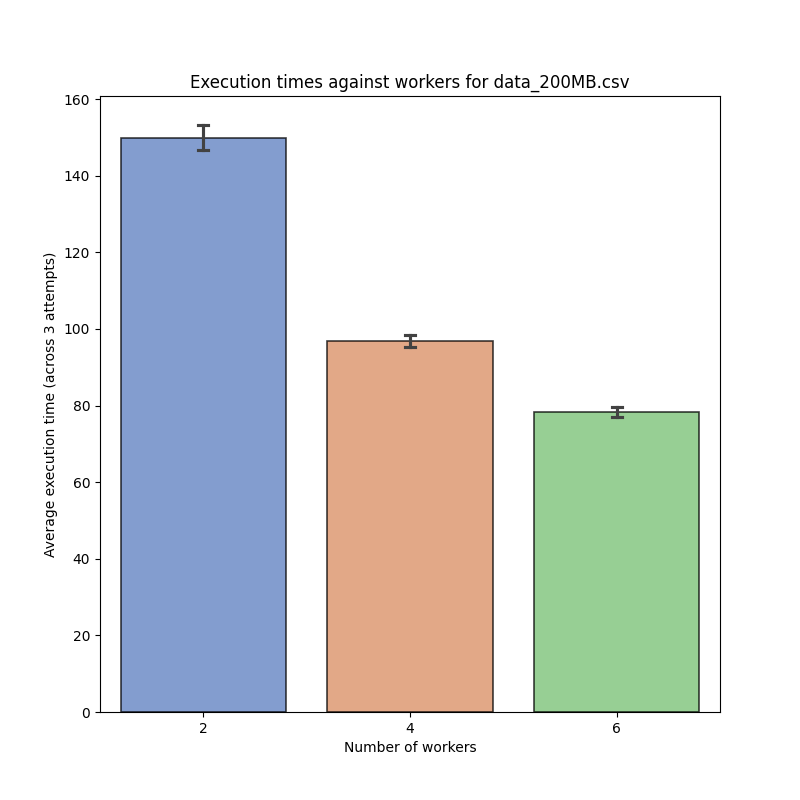 Execution times against workers for data_200MB.csv
Average execution time (across 3 attempts)
160
140
120
100
80
60
40
20
0
2 4 6
Number of workers